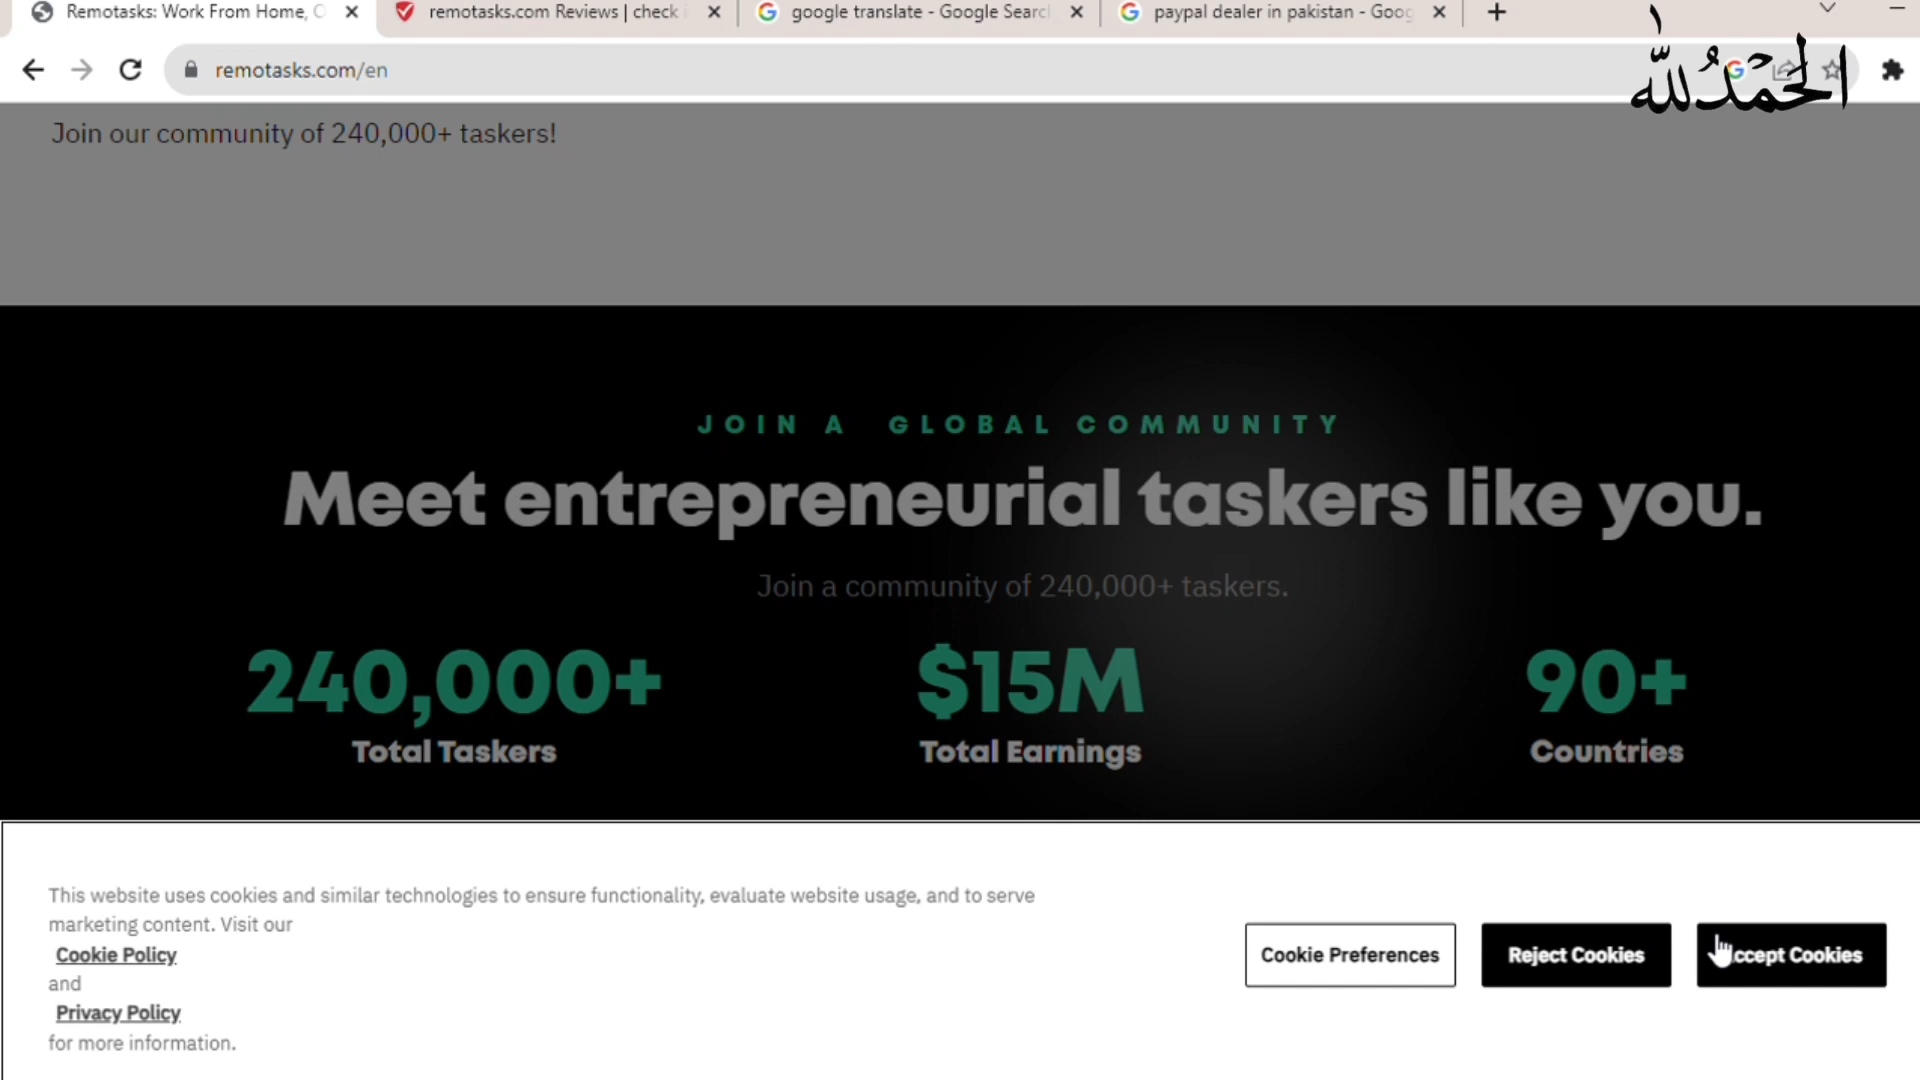 Remotasks: Work From Home, O
remotasks.com Reviews | check i
google translate - Google Searc
paypal dealer in pakistan - Goog
remotasks.com/en
الْحَمْدُ لِلّٰه
Join our community of 240,000+ taskers!
JOIN A GLOBAL COMMUNITY
Meet entrepreneurial taskers like you.
Join a community of 240,000+ taskers.
240,000+ $15M 90+
Total Taskers Total Earnings Countries
This website uses cookies and similar technologies to ensure functionality, evaluate website usage, and to serve
marketing content. Visit our
Cookie Policy
and
Privacy Policy
for more information.
Cookie Preferences Reject Cookies Accept Cookies